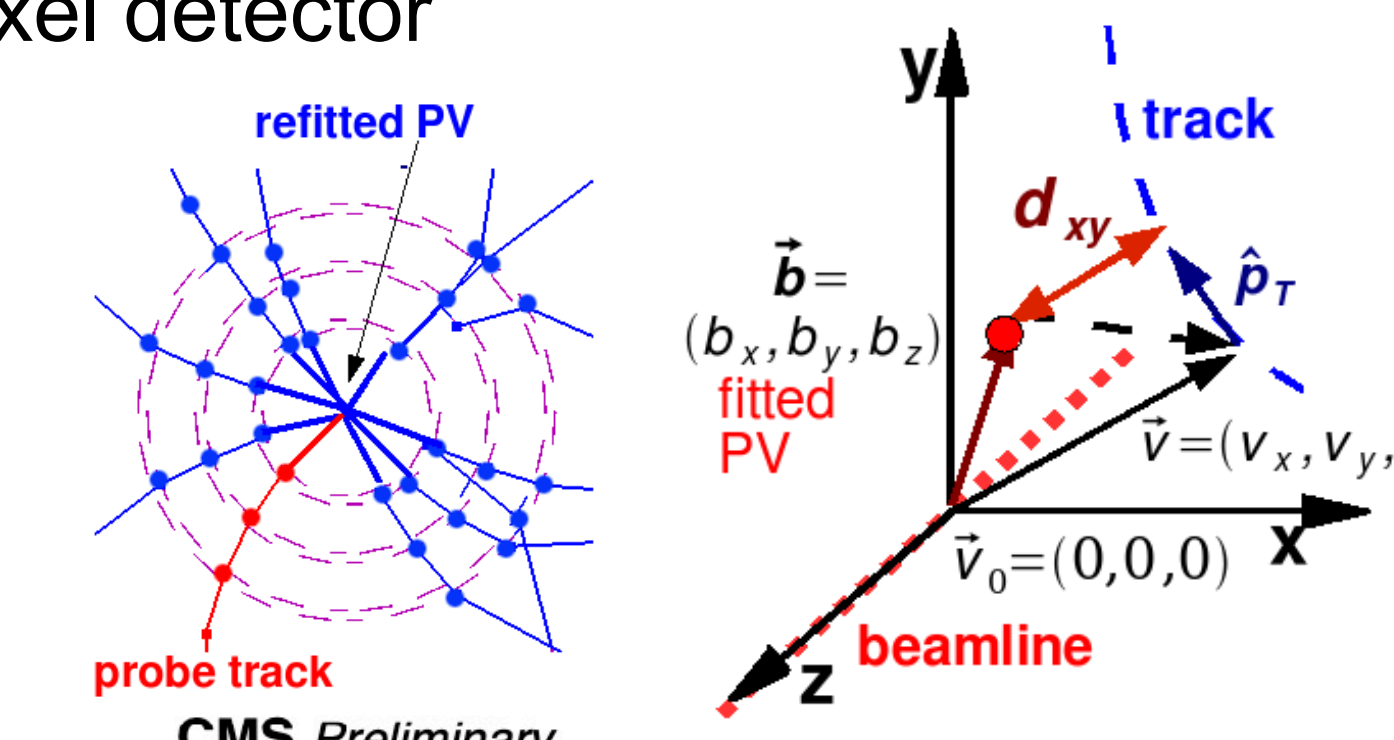 xel detector
refitted PV
probe track
CMS Preliminary
y
track
d xy
p̂ T
b⃗ =
(b x , b y , b z )
fitted
PV
v⃗ =(v x , v y ,
v⃗ 0 =(0,0,0)
x
beamline
z